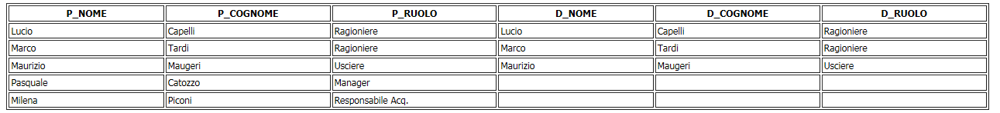 P_NOME P_COGNOME P_RUOLO D_NOME D_COGNOME D_RUOLO
Lucio Capelli Ragioniere Lucio Capelli Ragioniere
Marco Tardi Ragioniere Marco Tardi Ragioniere
Maurizio Maugeri Usciere Maurizio Maugeri Usciere
Pasquale Catozzo Manager
Milena Piconi Responsabile Acq.